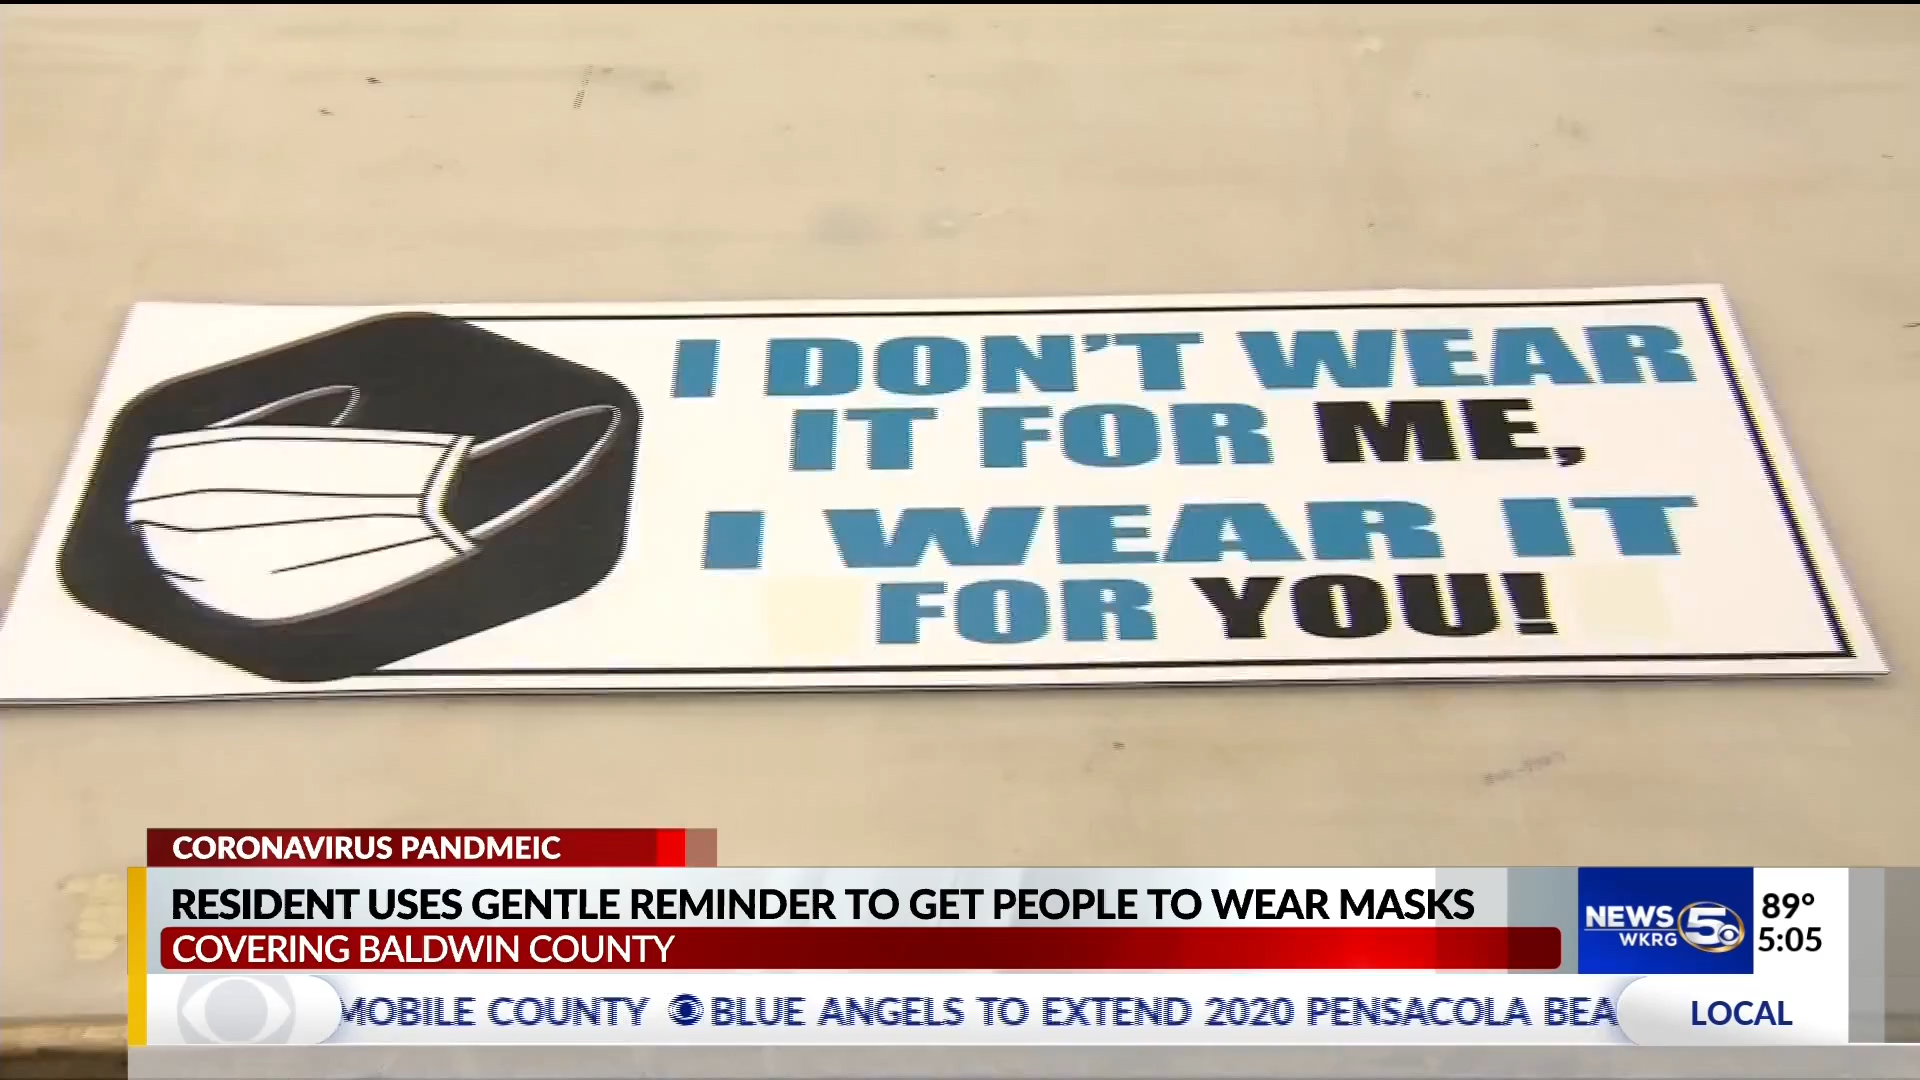 I DON'T WEAR
IT FOR ME,
I WEAR IT
FOR YOU!
CORONAVIRUS PANDMEIC
RESIDENT USES GENTLE REMINDER TO GET PEOPLE TO WEAR MASKS
COVERING BALDWIN COUNTY
NEWS 5
WKRG
89°
5:05
MOBILE COUNTY BLUE ANGELS TO EXTEND 2020 PENSACOLA BEA
LOCAL